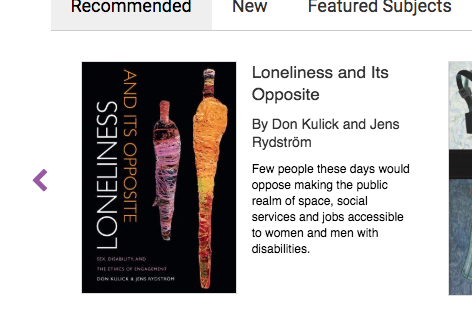 Recommended New Featured Subjects
LONELINESS
AND ITS OPPOSITE
SEX, DISABILITY, AND
THE ETHICS OF ENGAGEMENT
DON KULICK & JENS RYDSTRÖM
Loneliness and Its
Opposite
By Don Kulick and Jens
Rydström
Few people these days would
oppose making the public
realm of space, social
services and jobs accessible
to women and men with
disabilities.